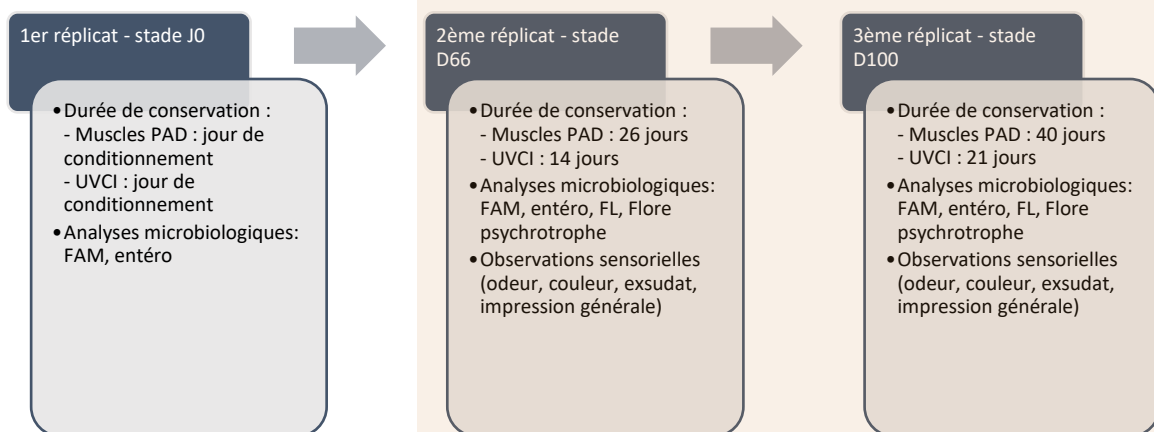 1er réplicat - stade J0
•Durée de conservation :
- Muscles PAD : jour de
conditionnement
- UVCI : jour de
conditionnement
•Analyses microbiologiques:
FAM, entéro
2ème réplicat - stade
D66
•Durée de conservation :
- Muscles PAD : 26 jours
- UVCI : 14 jours
•Analyses microbiologiques:
FAM, entéro, FL, Flore
psychrotrophe
•Observations sensorielles
(odeur, couleur, exsudat,
impression générale)
3ème réplicat - stade
D100
•Durée de conservation :
- Muscles PAD : 40 jours
- UVCI : 21 jours
•Analyses microbiologiques:
FAM, entéro, FL, Flore
psychrotrophe
•Observations sensorielles
(odeur, couleur, exsudat,
impression générale)